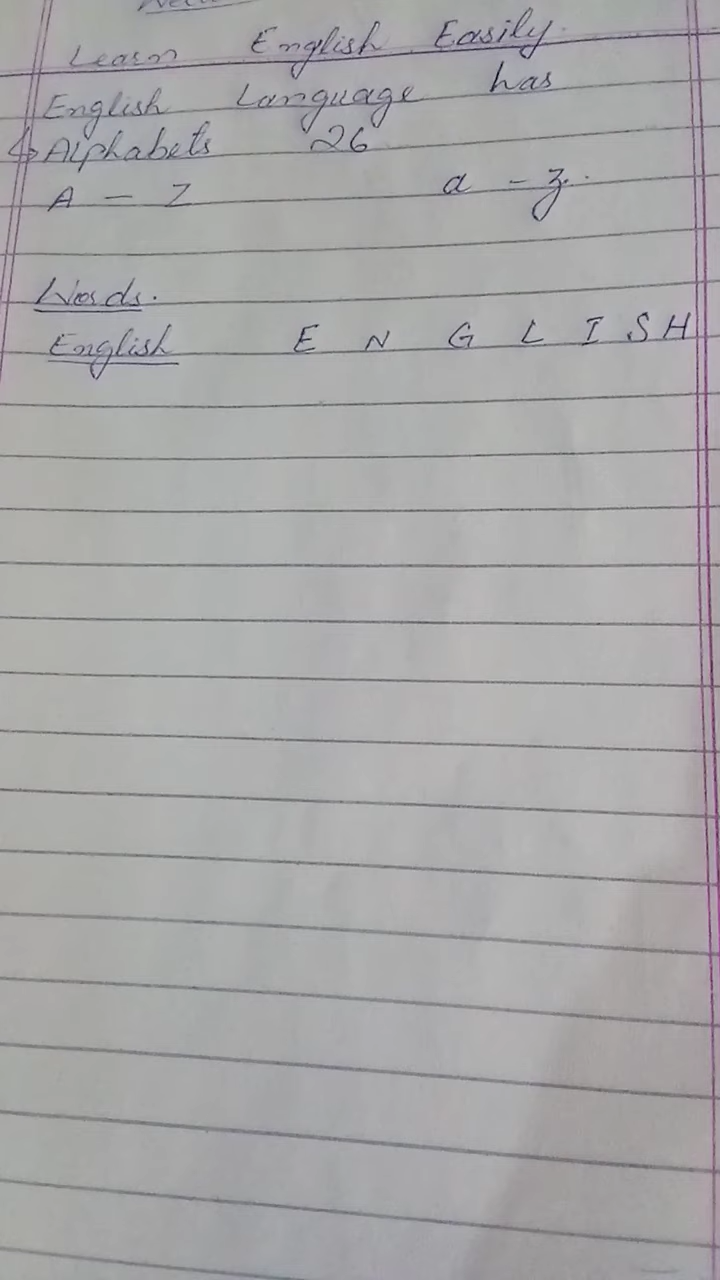 Learn English Easily.
English Language has
Alphabets 26
A - Z a - z.
Words.
English E N G L I S H